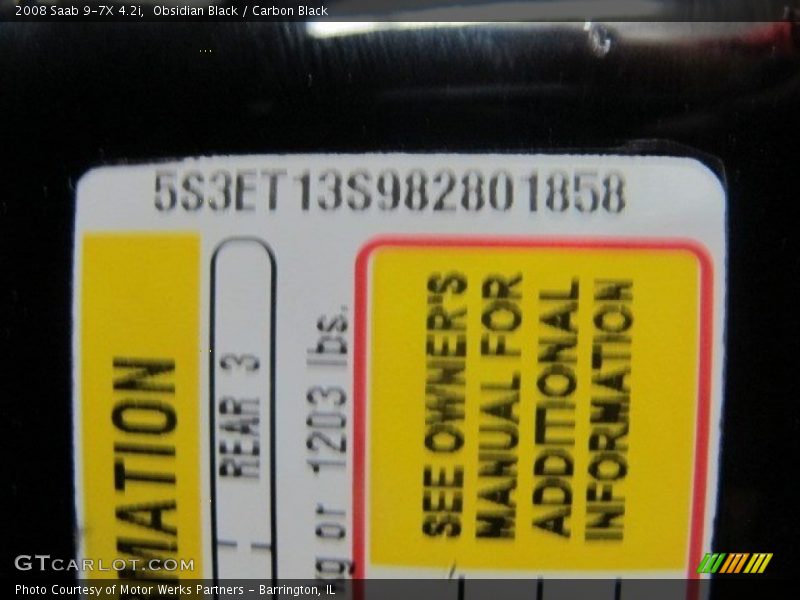 2008 Saab 9-7X 4.2i,  Obsidian Black / Carbon Black
5S3ET13S982801858
MATION
REAR 3
kg or 1203 lbs.
SEE OWNER'S
MANUAL FOR
ADDITIONAL
INFORMATION
GTCARLOT.COM
Photo Courtesy of Motor Werks Partners - Barrington, IL